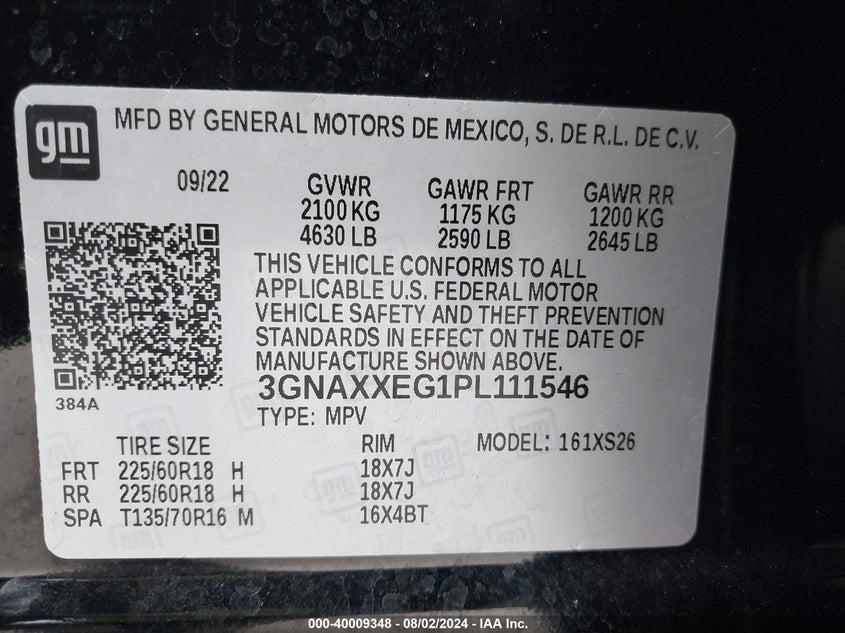 gm
MFD BY GENERAL MOTORS DE MEXICO, S. DE R.L. DE C.V.
09/22 GVWR GAWR FRT GAWR RR
2100 KG 1175 KG 1200 KG
4630 LB 2590 LB 2645 LB
THIS VEHICLE CONFORMS TO ALL
APPLICABLE U.S. FEDERAL MOTOR
VEHICLE SAFETY AND THEFT PREVENTION
STANDARDS IN EFFECT ON THE DATE OF
MANUFACTURE SHOWN ABOVE.
3GNAXXEG1PL111546
384A
TYPE: MPV
TIRE SIZE RIM MODEL: 161XS26
FRT 225/60R18 H 18X7J
RR 225/60R18 H 18X7J
SPA T135/70R16 M 16X4BT
000-40009348 - 08/02/2024 - IAA Inc.